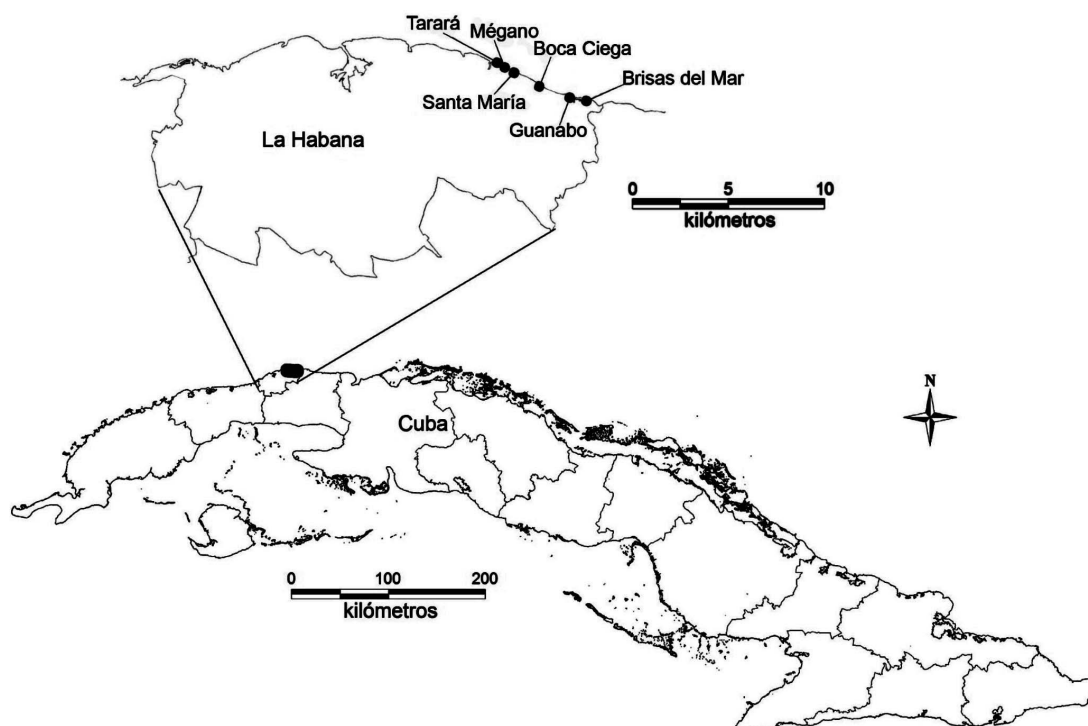 Tarará
Mégano
Boca Ciega
Brisas del Mar
Santa María
Guanabo
La Habana
0 5 10
kilómetros
N
Cuba
0 100 200
kilómetros